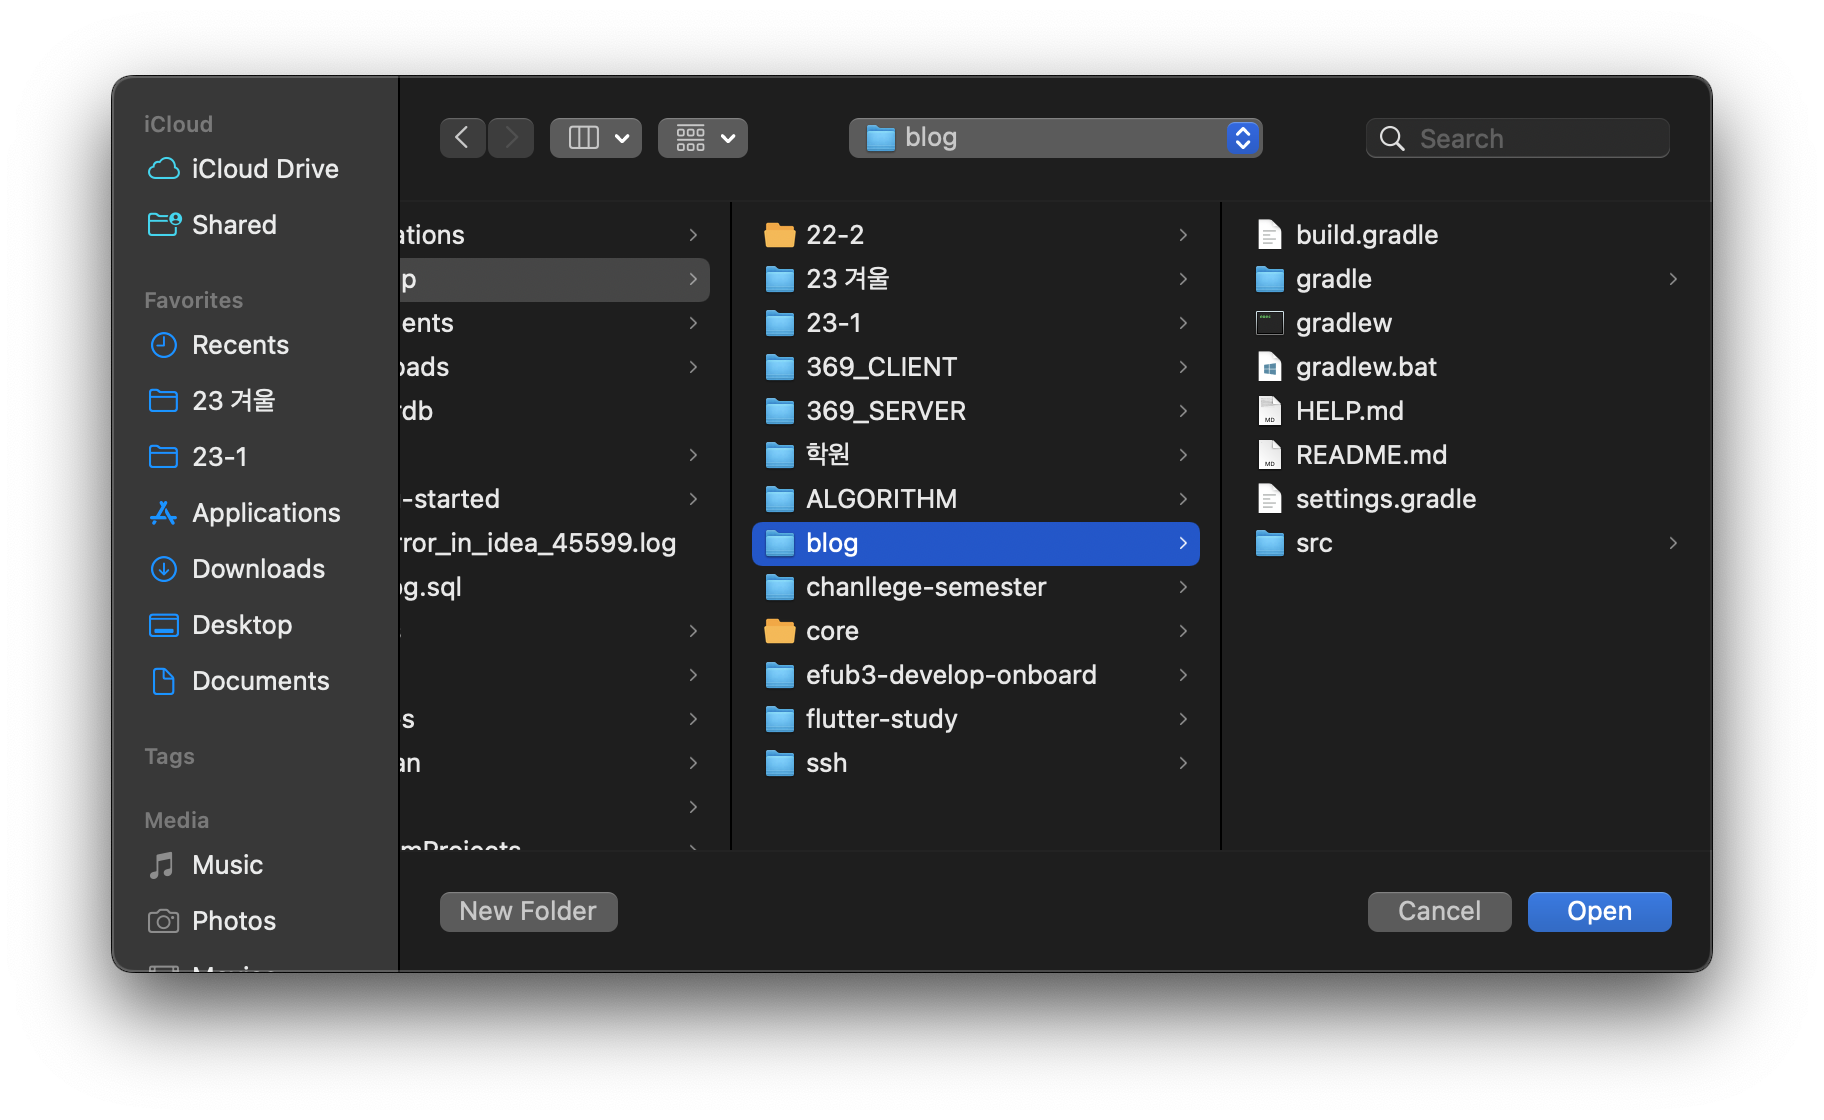 iCloud
iCloud Drive
Shared
Favorites
Recents
23 겨울
23-1
Applications
Downloads
Desktop
Documents
Tags
Media
Music
Photos
blog
Search
ations
p
ents
oads
rdb
-started
rror_in_idea_45599.log
og.sql
s
an
22-2
23 겨울
23-1
369_CLIENT
369_SERVER
학원
ALGORITHM
blog
chanllege-semester
core
efub3-develop-onboard
flutter-study
ssh
build.gradle
gradle
gradlew
gradlew.bat
HELP.md
README.md
settings.gradle
src
New Folder
Cancel
Open